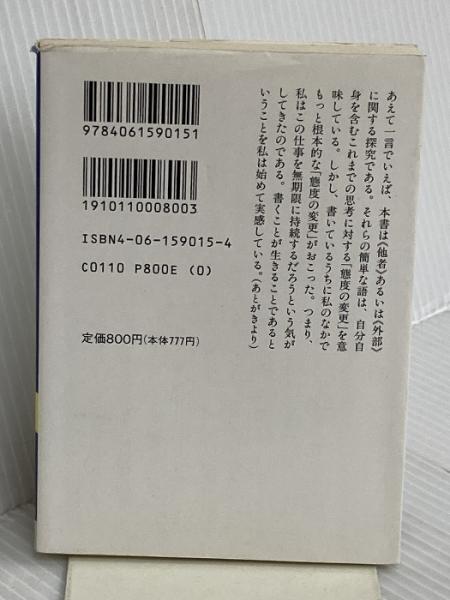 あえて一言でいえば、本書は《他者》あるいは《外部》
に関する探究である。それらの簡単な語は、自分自
身を含むこれまでの思考に対する「態度の変更」を意
味している。しかし、書いているうちに私のなかで
もっと根本的な「態度の変更」がおこった。つまり、
私はこの仕事を無期限に持続するだろうという気が
してきたのである。書くことが生きることであると
いうことを私は始めて実感している。(あとがきより)
9784061590151
1910110008003
ISBN4-06-159015-4
C0110 P800E (0)
定価800円(本体777円)